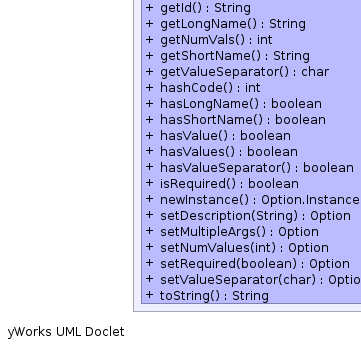 + getId() : String
+ getLongName() : String
+ getNumVals() : int
+ getShortName() : String
+ getValueSeparator() : char
+ hashCode() : int
+ hasLongName() : boolean
+ hasShortName() : boolean
+ hasValue() : boolean
+ hasValues() : boolean
+ hasValueSeparator() : boolean
+ isRequired() : boolean
+ newInstance() : Option.Instance
+ setDescription(String) : Option
+ setMultipleArgs() : Option
+ setNumValues(int) : Option
+ setRequired(boolean) : Option
+ setValueSeparator(char) : Optio
+ toString() : String
yWorks UML Doclet